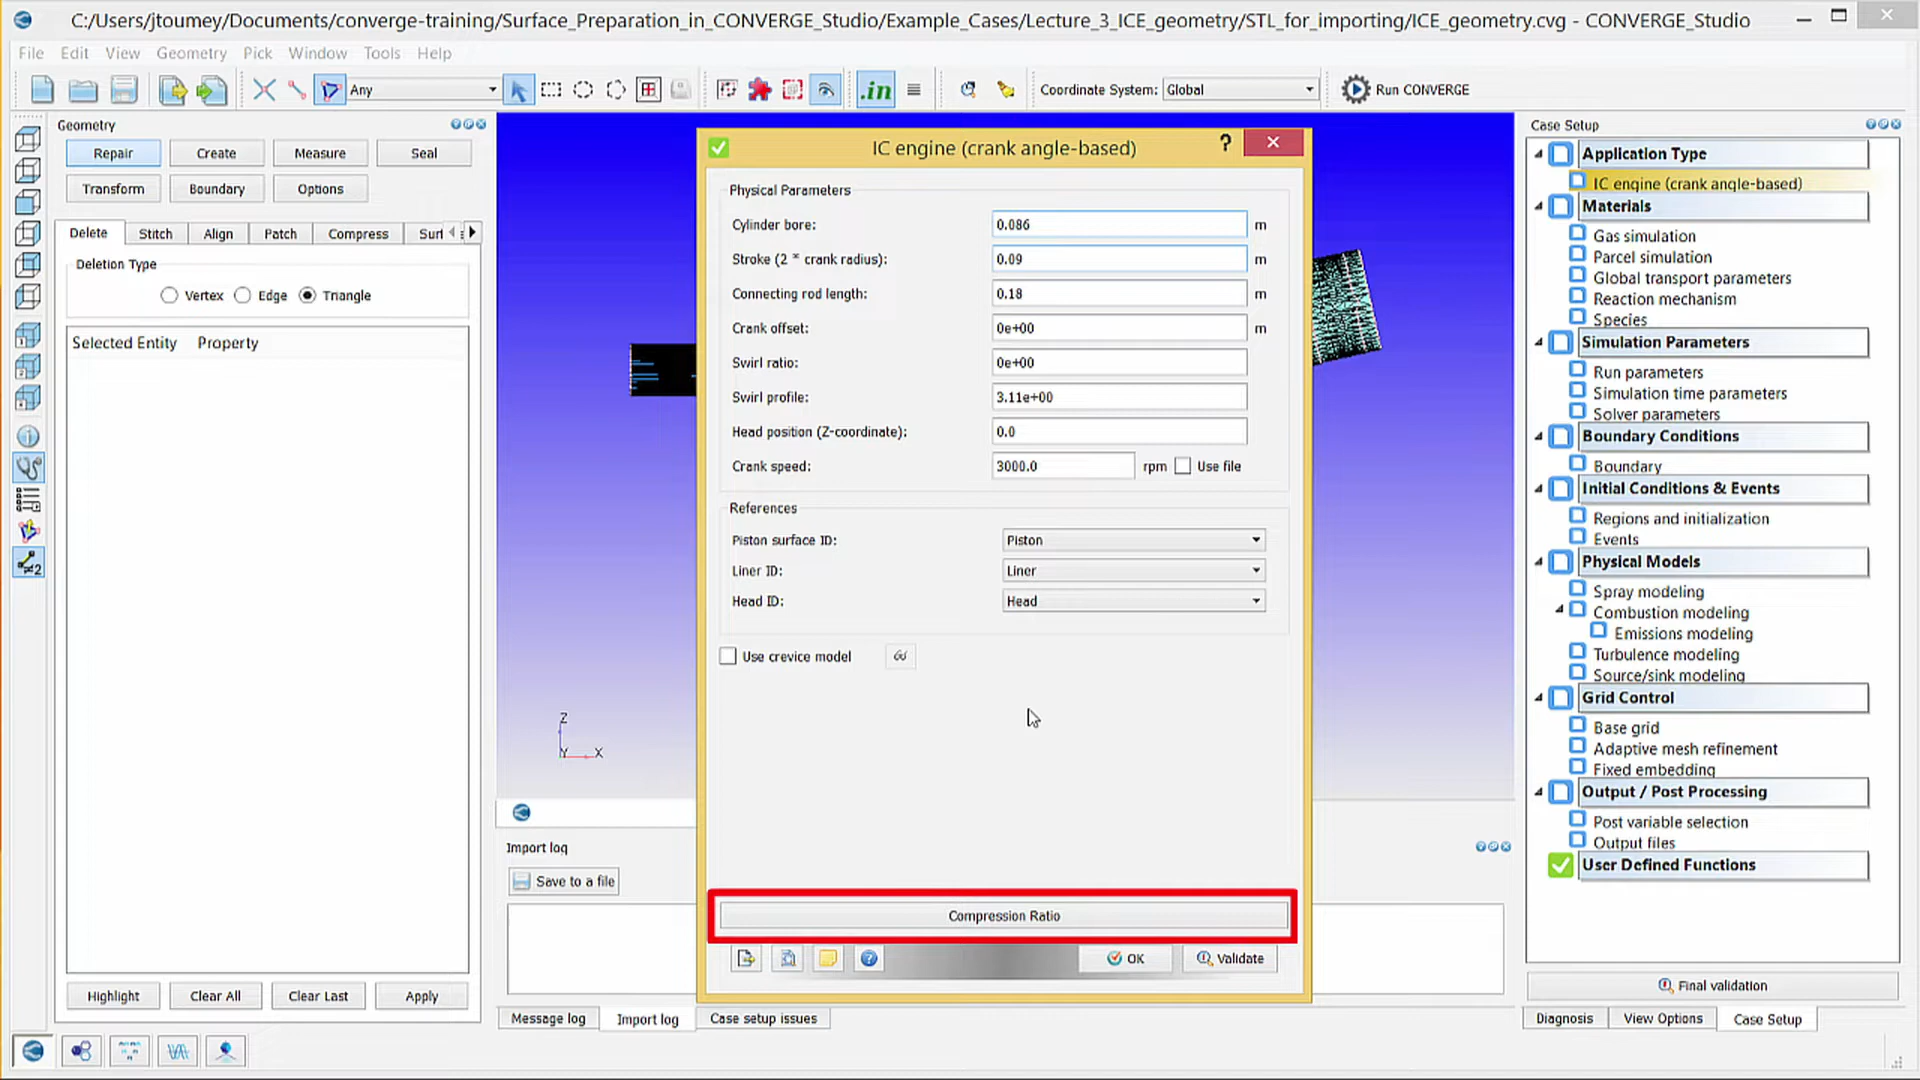 C:/Users/jtoumey/Documents/converge-training/Surface_Preparation_in_CONVERGE_Studio/Example_Cases/Lecture_3_ICE_geometry/STL_for_importing/ICE_geometry.cvg - CONVERGE_Studio
File Edit View Geometry Pick Window Tools Help
Any
.in
Coordinate System: Global
Run CONVERGE
Geometry
Repair Create Measure Seal
Transform Boundary Options
Delete Stitch Align Patch Compress
Deletion Type
Vertex Edge Triangle
Selected Entity Property
Highlight Clear All Clear Last Apply
Z
Y X
Import log
Save to a file
Message log Import log Case setup issues
IC engine (crank angle-based)
Physical Parameters
Cylinder bore: 0.086 m
Stroke (2 * crank radius): 0.09 m
Connecting rod length: 0.18 m
Crank offset: 0e+00 m
Swirl ratio: 0e+00
Swirl profile: 3.11e+00
Head position (Z-coordinate): 0.0
Crank speed: 3000.0 rpm Use file
References
Piston surface ID: Piston
Liner ID: Liner
Head ID: Head
Use crevice model
Compression Ratio
OK Validate
Case Setup
Application Type
IC engine (crank angle-based)
Materials
Gas simulation
Parcel simulation
Global transport parameters
Reaction mechanism
Species
Simulation Parameters
Run parameters
Simulation time parameters
Solver parameters
Boundary Conditions
Boundary
Initial Conditions & Events
Regions and initialization
Events
Physical Models
Spray modeling
Combustion modeling
Emissions modeling
Turbulence modeling
Source/sink modeling
Grid Control
Base grid
Adaptive mesh refinement
Fixed embedding
Output / Post Processing
Post variable selection
Output files
User Defined Functions
Final validation
Diagnosis View Options Case Setup